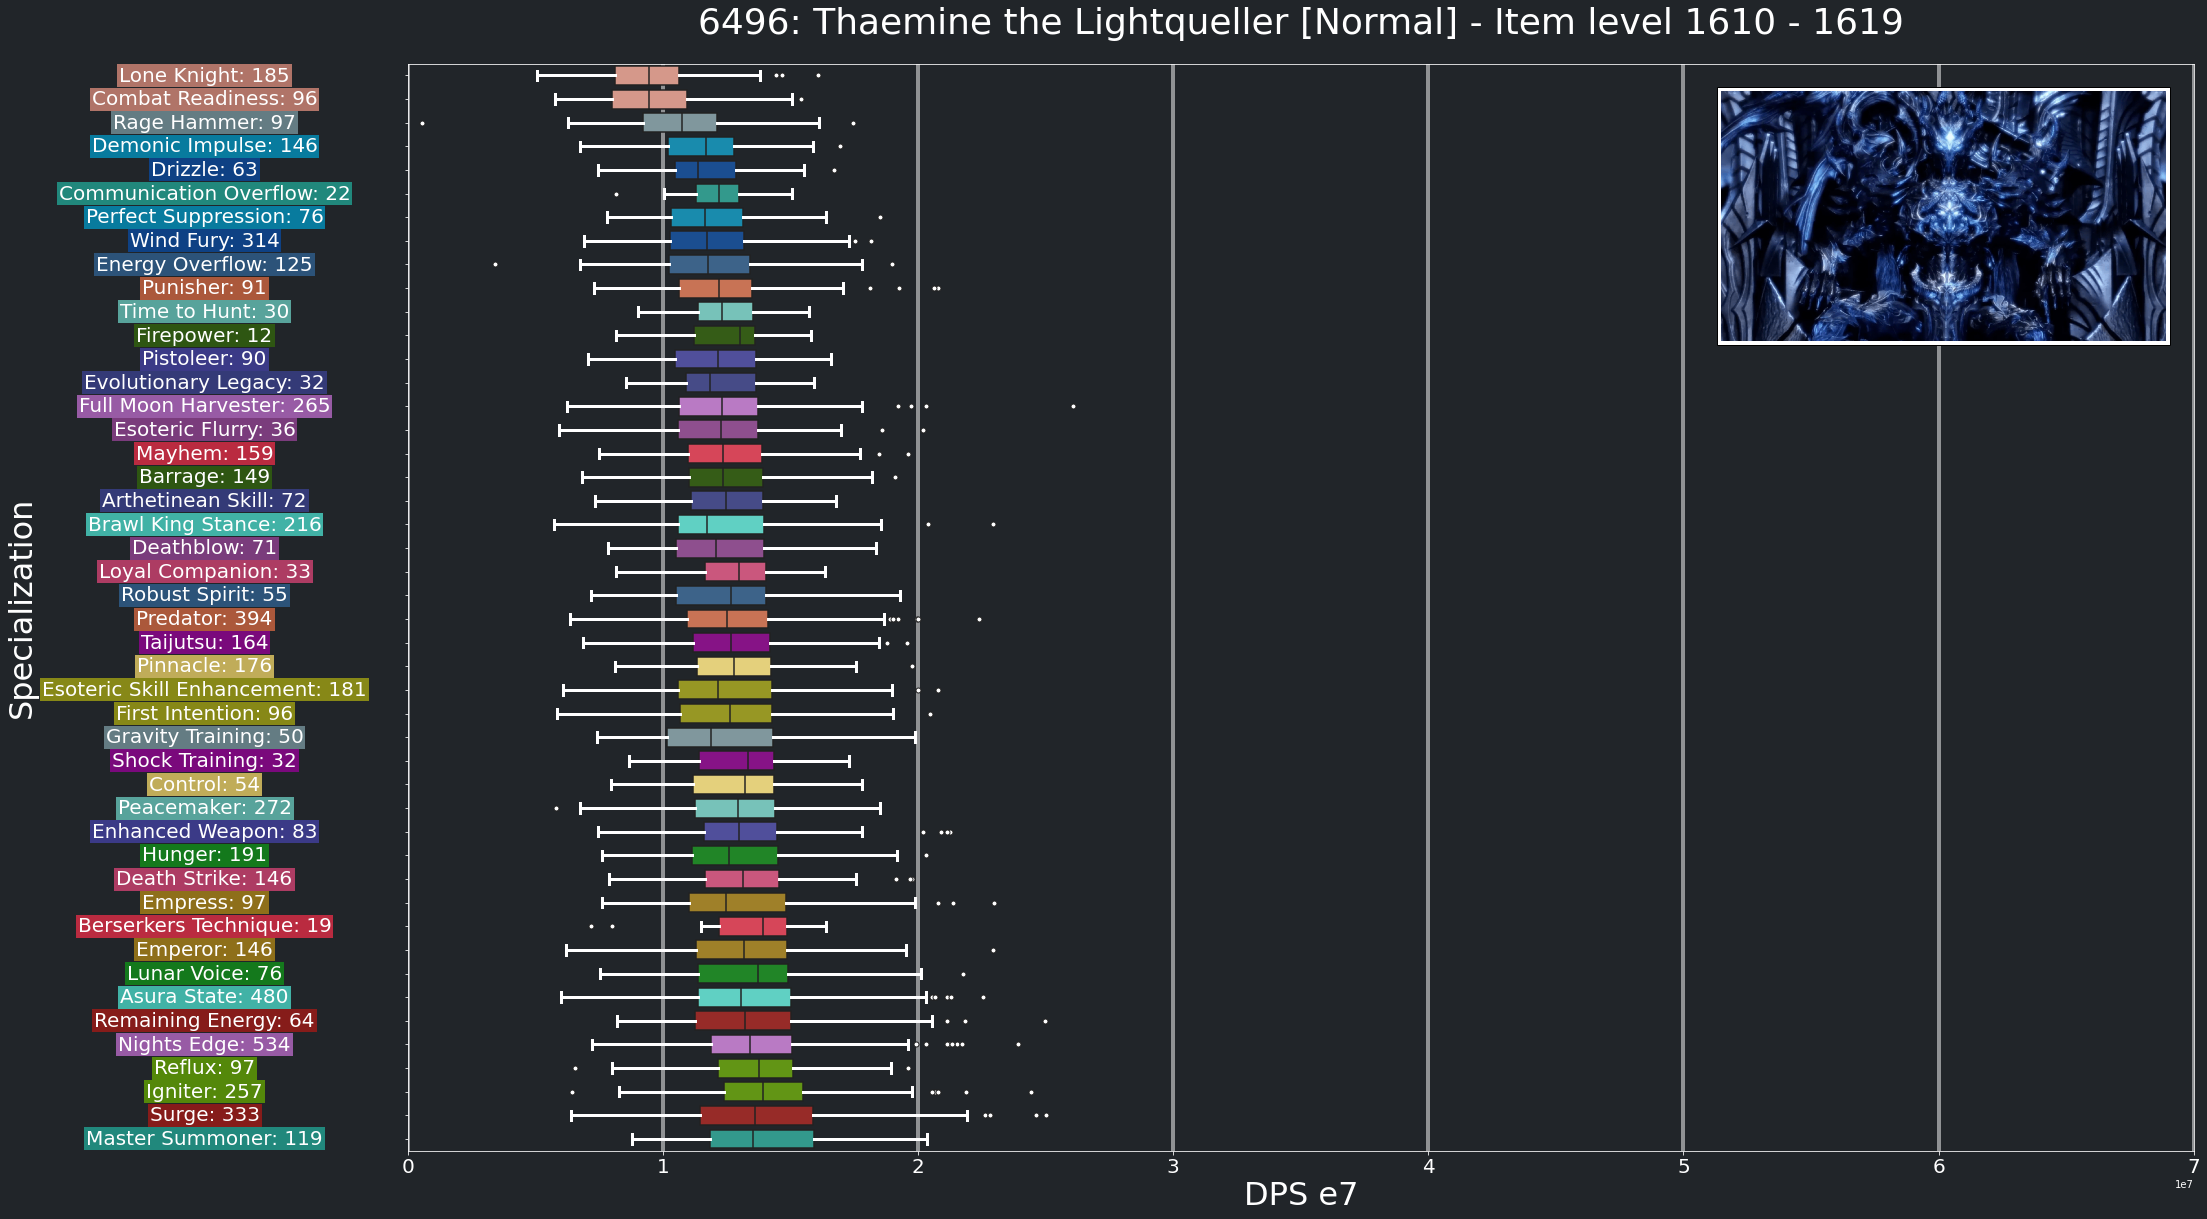 6496: Thaemine the Lightqueller [Normal] - Item level 1610 - 1619
Specialization
Lone Knight: 185
Combat Readiness: 96
Rage Hammer: 97
Demonic Impulse: 146
Drizzle: 63
Communication Overflow: 22
Perfect Suppression: 76
Wind Fury: 314
Energy Overflow: 125
Punisher: 91
Time to Hunt: 30
Firepower: 12
Pistoleer: 90
Evolutionary Legacy: 32
Full Moon Harvester: 265
Esoteric Flurry: 36
Mayhem: 159
Barrage: 149
Arthetinean Skill: 72
Brawl King Stance: 216
Deathblow: 71
Loyal Companion: 33
Robust Spirit: 55
Predator: 394
Taijutsu: 164
Pinnacle: 176
Esoteric Skill Enhancement: 181
First Intention: 96
Gravity Training: 50
Shock Training: 32
Control: 54
Peacemaker: 272
Enhanced Weapon: 83
Hunger: 191
Death Strike: 146
Empress: 97
Berserkers Technique: 19
Emperor: 146
Lunar Voice: 76
Asura State: 480
Remaining Energy: 64
Nights Edge: 534
Reflux: 97
Igniter: 257
Surge: 333
Master Summoner: 119
0 1 2 3 4 5 6 7
1e7
DPS e7